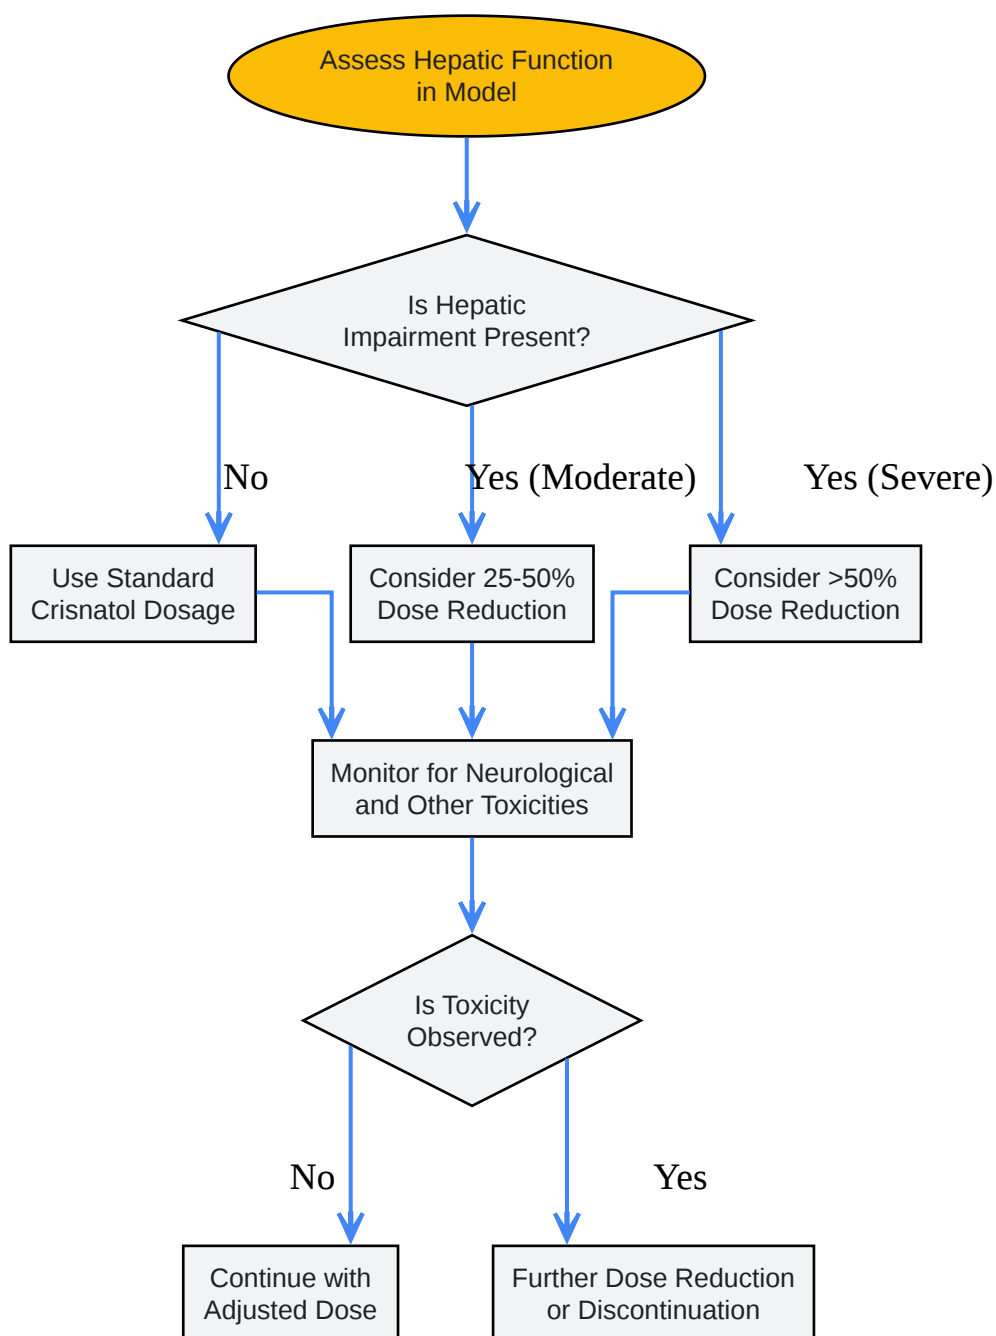 Assess Hepatic Function
in Model
Is Hepatic
Impairment Present?
No
Yes (Moderate)
Yes (Severe)
Use Standard
Crisnatol Dosage
Consider 25-50%
Dose Reduction
Consider >50%
Dose Reduction
Monitor for Neurological
and Other Toxicities
Is Toxicity
Observed?
No
Yes
Continue with
Adjusted Dose
Further Dose Reduction
or Discontinuation